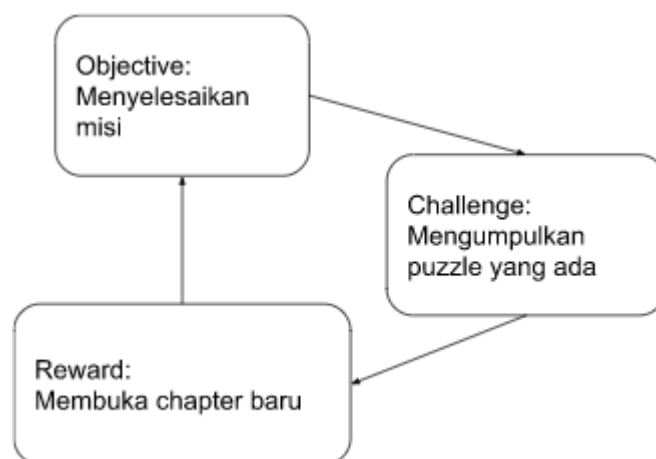 Objective:
Menyelesaikan
misi
Challenge:
Mengumpulkan
puzzle yang ada
Reward:
Membuka chapter baru